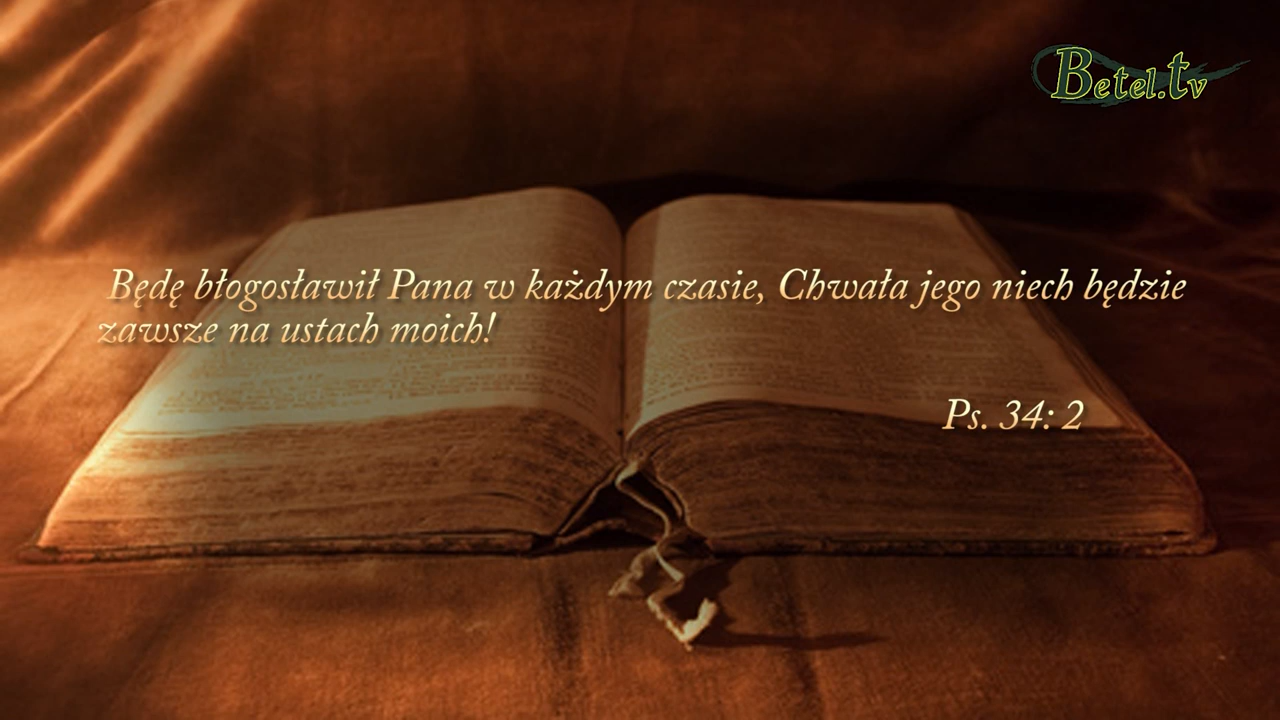 Betel.tv
Będę błogosławił Pana w każdym czasie, Chwała jego niech będzie
zawsze na ustach moich!
Ps. 34: 2